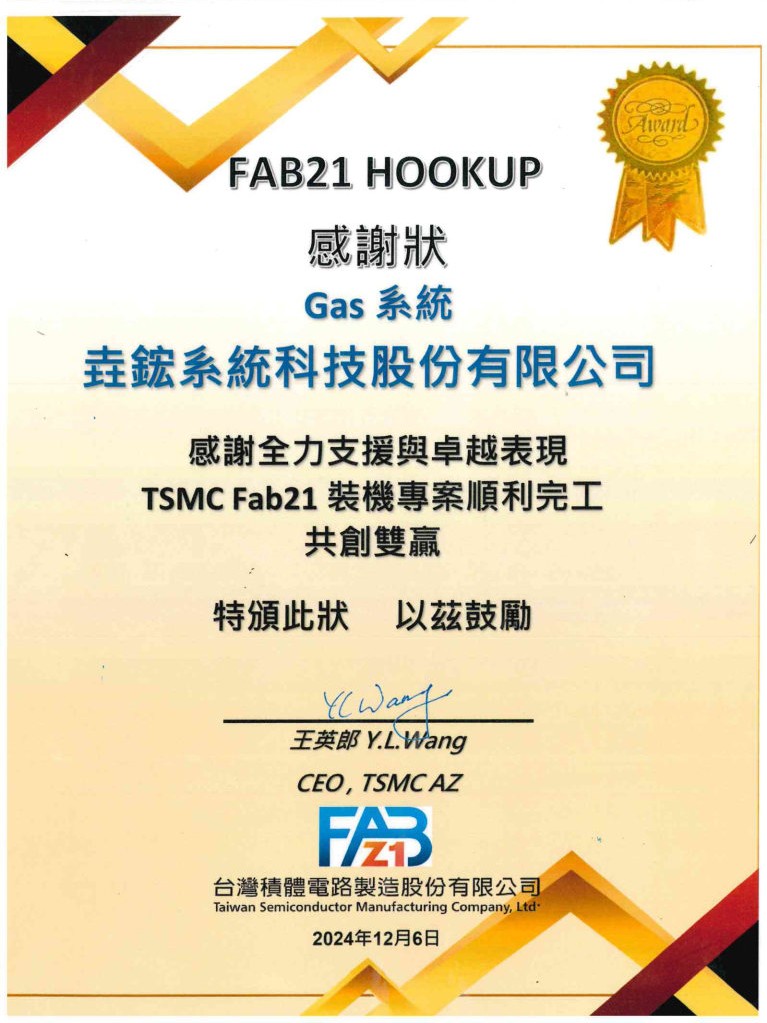 Award
FAB21 HOOKUP
感謝狀
Gas 系統
垚鋐系統科技股份有限公司
感謝全力支援與卓越表現
TSMC Fab21 裝機專案順利完工
共創雙贏
特頒此狀 以茲鼓勵
YL Wang
王英郎 Y.L.Wang
CEO , TSMC AZ
FAB 21
台灣積體電路製造股份有限公司
Taiwan Semiconductor Manufacturing Company, Ltd.
2024年12月6日